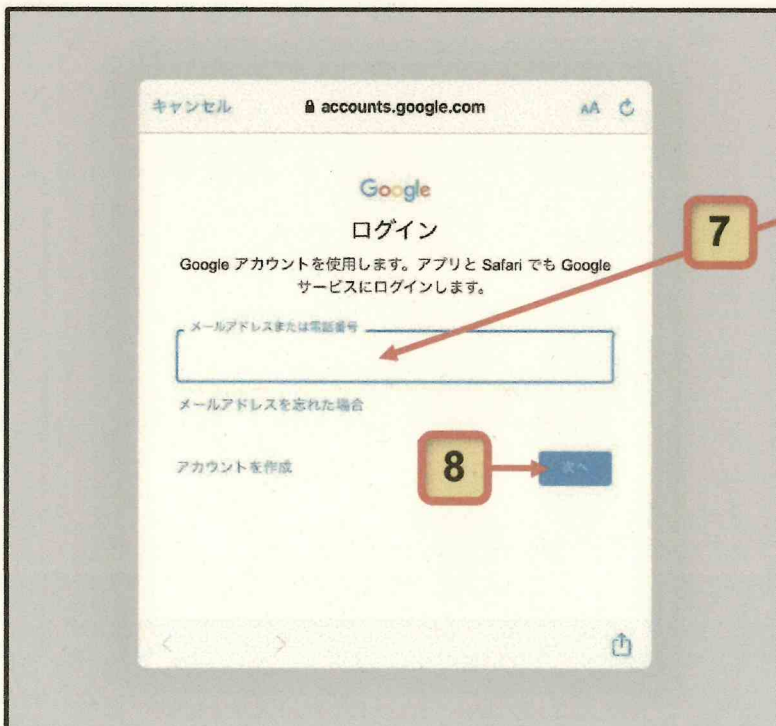 キャンセル accounts.google.com AA
Google
ログイン
Google アカウントを使用します。アプリと Safari でも Google
サービスにログインします。
7
メールアドレスまたは電話番号
メールアドレスを忘れた場合
アカウントを作成 8 次へ